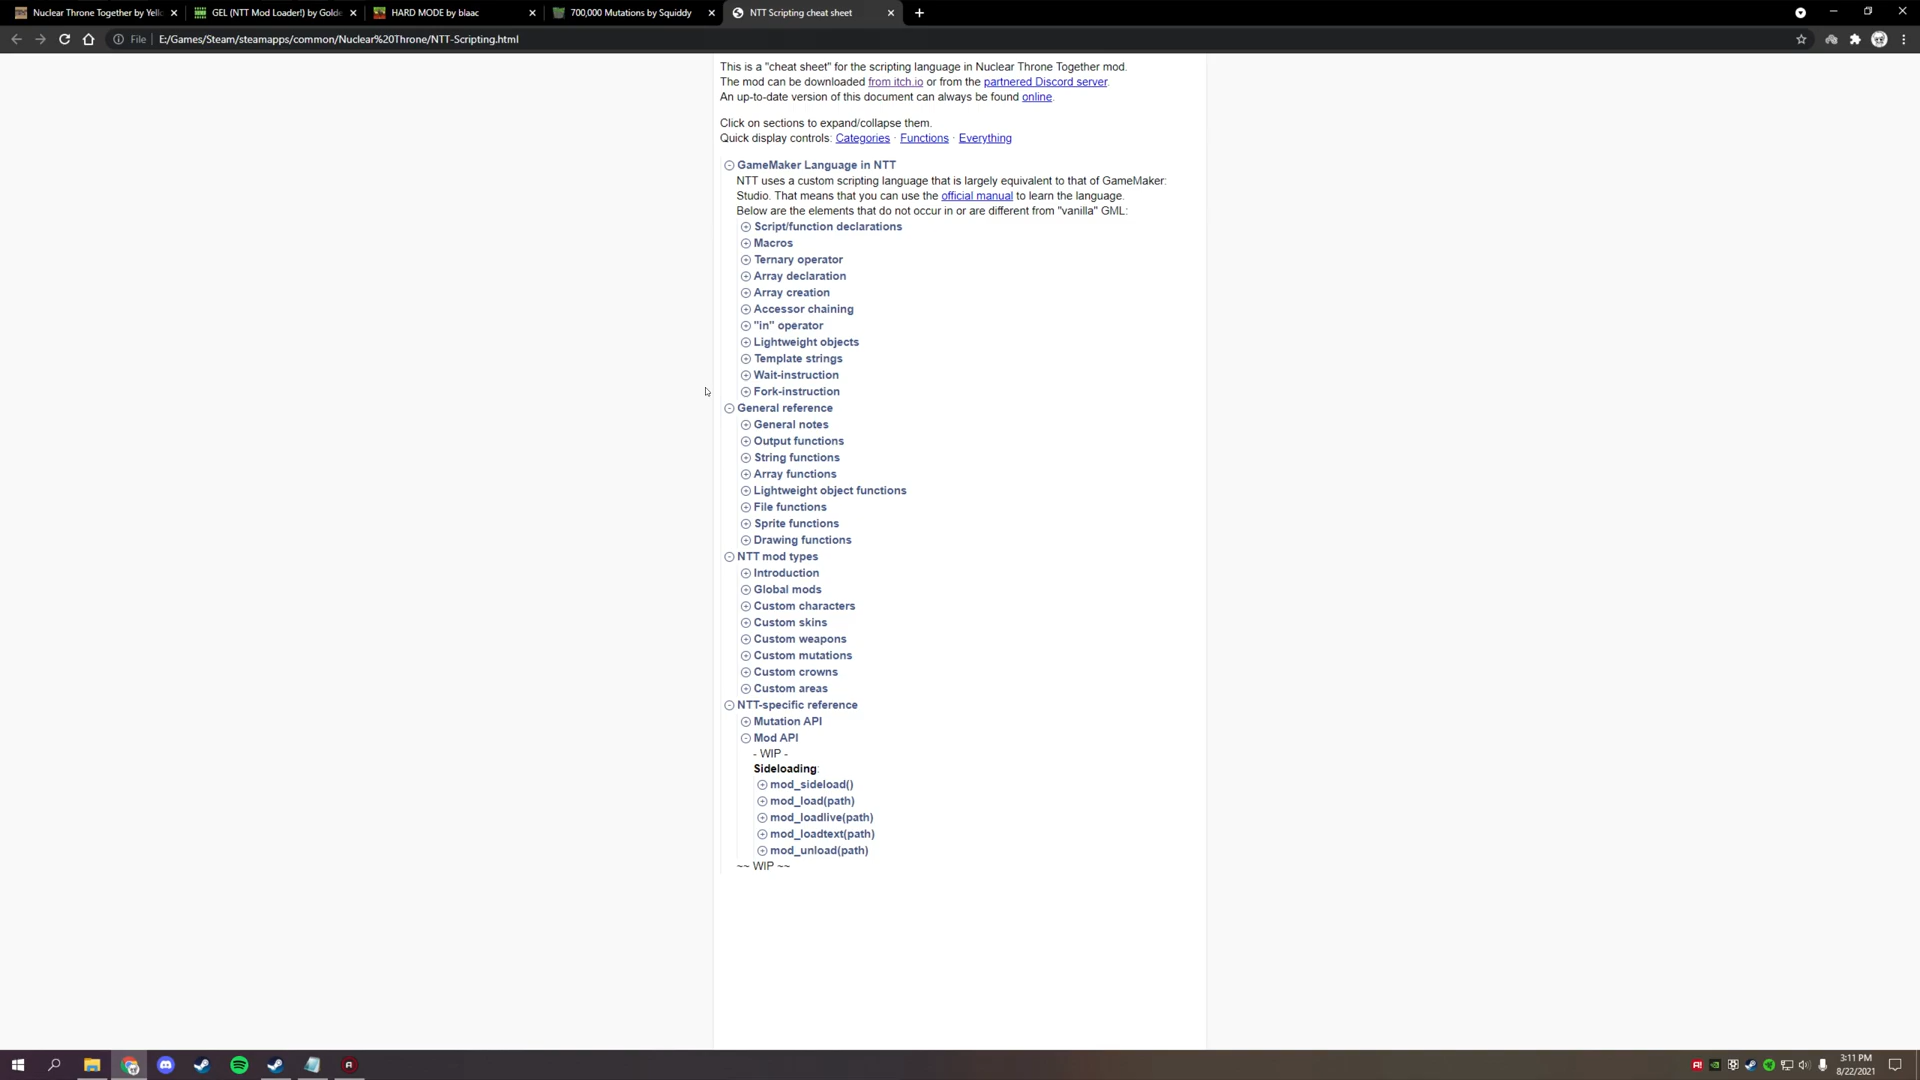 Nuclear Throne Together by Yell
GEL (NTT Mod Loader!) by Golde
HARD MODE by blaac
700,000 Mutations by Squiddy
NTT Scripting cheat sheet
File
E:/Games/Steam/steamapps/common/Nuclear%20Throne/NTT-Scripting.html
This is a "cheat sheet" for the scripting language in Nuclear Throne Together mod.
The mod can be downloaded from itch.io or from the partnered Discord server.
An up-to-date version of this document can always be found online.
Click on sections to expand/collapse them.
Quick display controls: Categories · Functions · Everything
GameMaker Language in NTT
NTT uses a custom scripting language that is largely equivalent to that of GameMaker:
Studio. That means that you can use the official manual to learn the language.
Below are the elements that do not occur in or are different from "vanilla" GML:
Script/function declarations
Macros
Ternary operator
Array declaration
Array creation
Accessor chaining
"in" operator
Lightweight objects
Template strings
Wait-instruction
Fork-instruction
General reference
General notes
Output functions
String functions
Array functions
Lightweight object functions
File functions
Sprite functions
Drawing functions
NTT mod types
Introduction
Global mods
Custom characters
Custom skins
Custom weapons
Custom mutations
Custom crowns
Custom areas
NTT-specific reference
Mutation API
Mod API
- WIP -
Sideloading:
mod_sideload()
mod_load(path)
mod_loadlive(path)
mod_loadtext(path)
mod_unload(path)
~~ WIP ~~
3:11 PM
8/22/2021